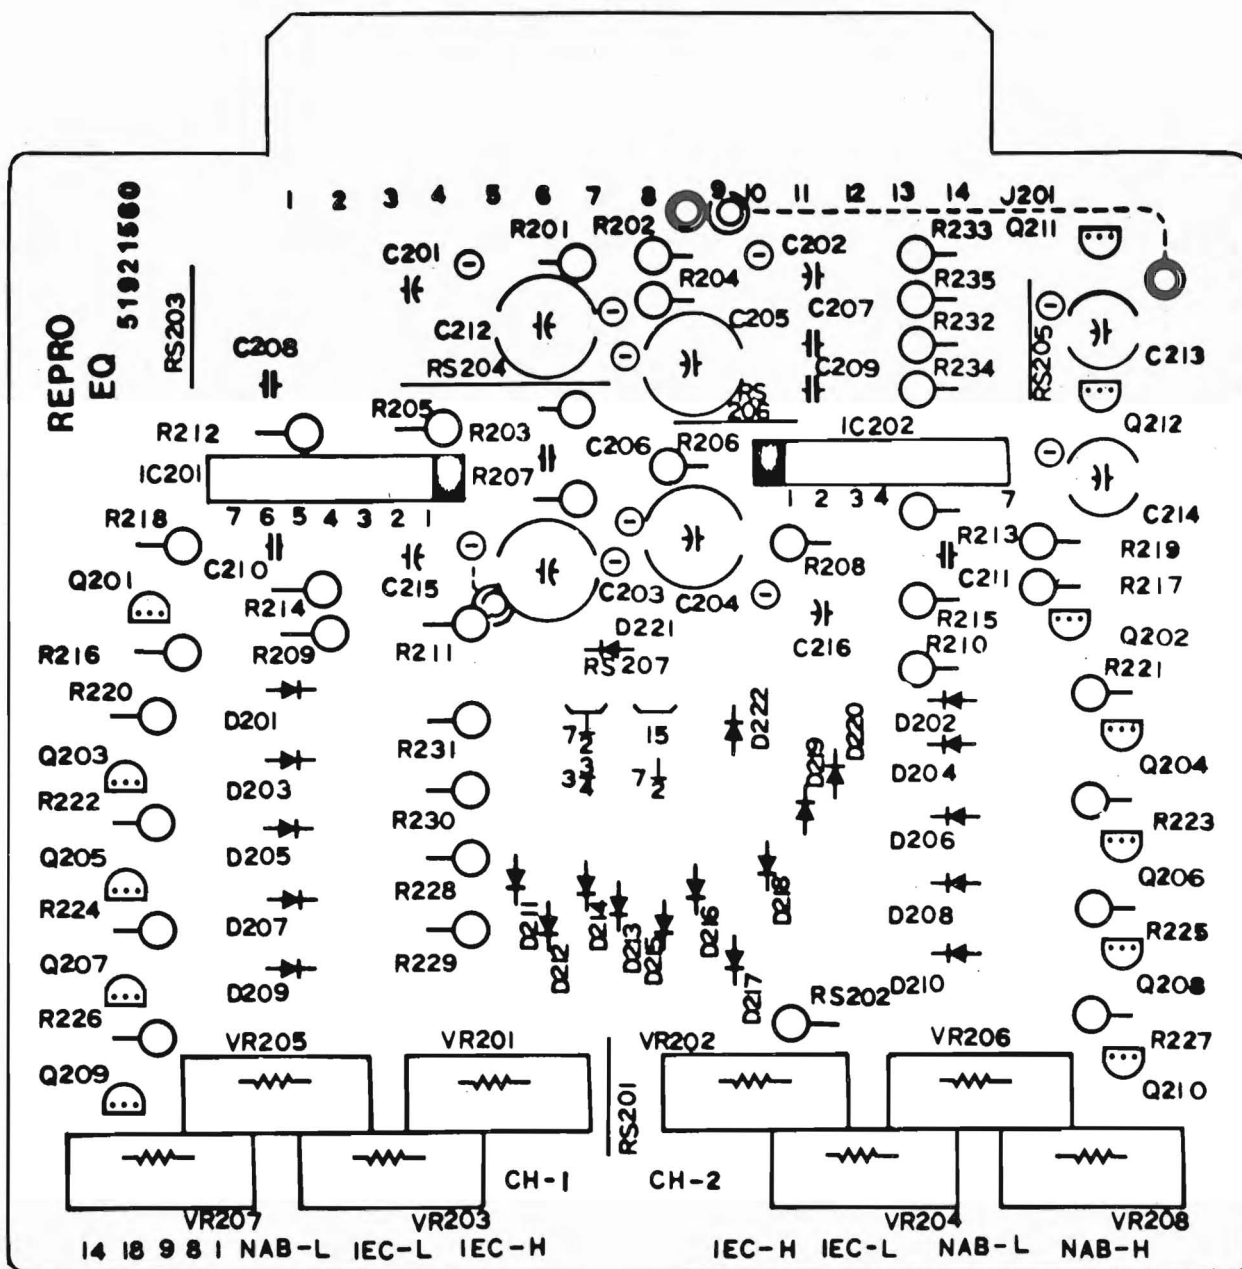 1 2 3 4 5 6 7 8 9 10 11 12 13 14 J201
REPRO
EQ
51921560
RS203
R201 R202 R233 Q211
C201 C202
R204 R235
C212 C205 C207 R232
RS205
C213
C208 RS204 C209 R234
RS
206
R205 Q212
R212 R203 C206 R206 IC202
IC201 R207
7 6 5 4 3 2 1
1 2 3 4 7
C214
R218 R213 R219
Q201 C210 C215 R208 C211 R217
R214 C203 C204 R215
R216 R209 R211 D221 C216 R210 Q202
RS207
R220 R221
D201 D202
R231 7 2 15 D222 D219 D220
Q203 3 3 4 7 2 D204 Q204
R222 D203
R230 R223
Q205 D205 D206 Q206
R228
R224 D207 D208 R225
D211 D212 D214 D213 D215 D216 D217 D218
R229
Q207 D209 D210 Q208
RS202
R226 VR205 VR201 VR202 VR206 R227
Q209 RS201 Q210
CH-1 CH-2
VR207 VR203 VR204 VR208
14 18 9 8 1 NAB-L IEC-L IEC-H IEC-H IEC-L NAB-L NAB-H